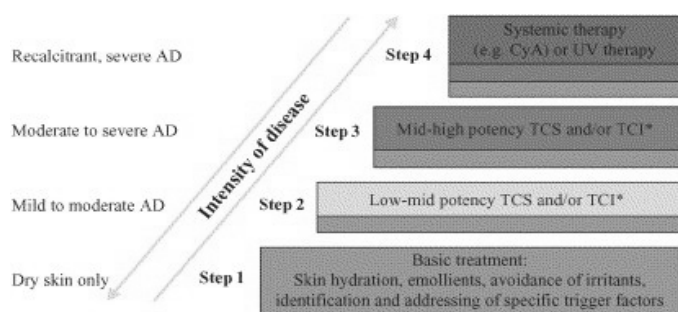 Recalcitrant, severe AD
Step 4
Systemic therapy
(e.g. CyA) or UV therapy
Moderate to severe AD
Step 3
Mid-high potency TCS and/or TCI*
Intensity of disease
Mild to moderate AD
Step 2
Low-mid potency TCS and/or TCI*
Dry skin only
Step 1
Basic treatment:
Skin hydration, emollients, avoidance of irritants,
identification and addressing of specific trigger factors